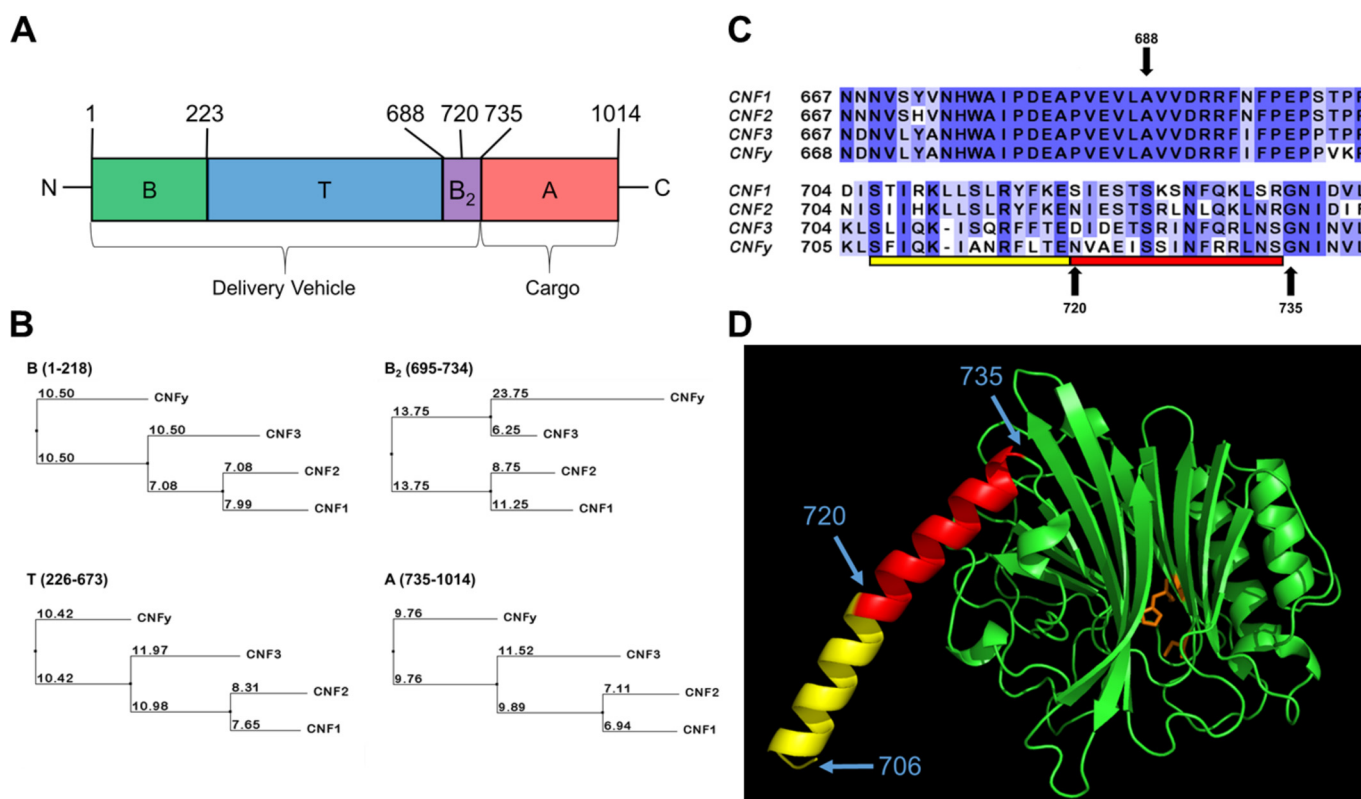 A
1 223 688 720 735 1014
N B T B2 A C
Delivery Vehicle Cargo
B
B (1-218)
10.50 CNFy
10.50 CNF3
10.50
7.08 CNF2
7.08
7.99 CNF1
B2 (695-734)
23.75 CNFy
13.75
6.25 CNF3
8.75 CNF2
13.75
11.25 CNF1
T (226-673)
10.42 CNFy
11.97 CNF3
10.42
8.31 CNF2
10.98
7.65 CNF1
A (735-1014)
9.76 CNFy
11.52 CNF3
9.76
7.11 CNF2
9.89
6.94 CNF1
C
688
CNF1 667 NNNVSYVNHWAIPDEAPVEVLAVVDRRFNFPEPSTPP
CNF2 667 NNNVSHVNHWAIPDEAPVEVLAVVDRRFNFPEPSTPP
CNF3 667 NDNVLYANHWAIPDEAPVEVLAVVDRRFIFPEPPTPP
CNFy 668 NDNVLYANHWAIPDEAPVEVLAVVDRRFIFPEPPVKP
CNF1 704 DISTIRKLLSLRYFKESIESTSKSNFQKLSRGNIDVL
CNF2 704 NISIIHKLLSLRYFKENIESTSRLNLQKLNRGNIDIF
CNF3 704 KLSLIQK-ISQRFFTEDIDETSRINFQRLNSGNINVL
CNFy 705 KLSFIQK-IANRFLTENVAEISSINFRRLNSGNINVL
720 735
D
735
720
706